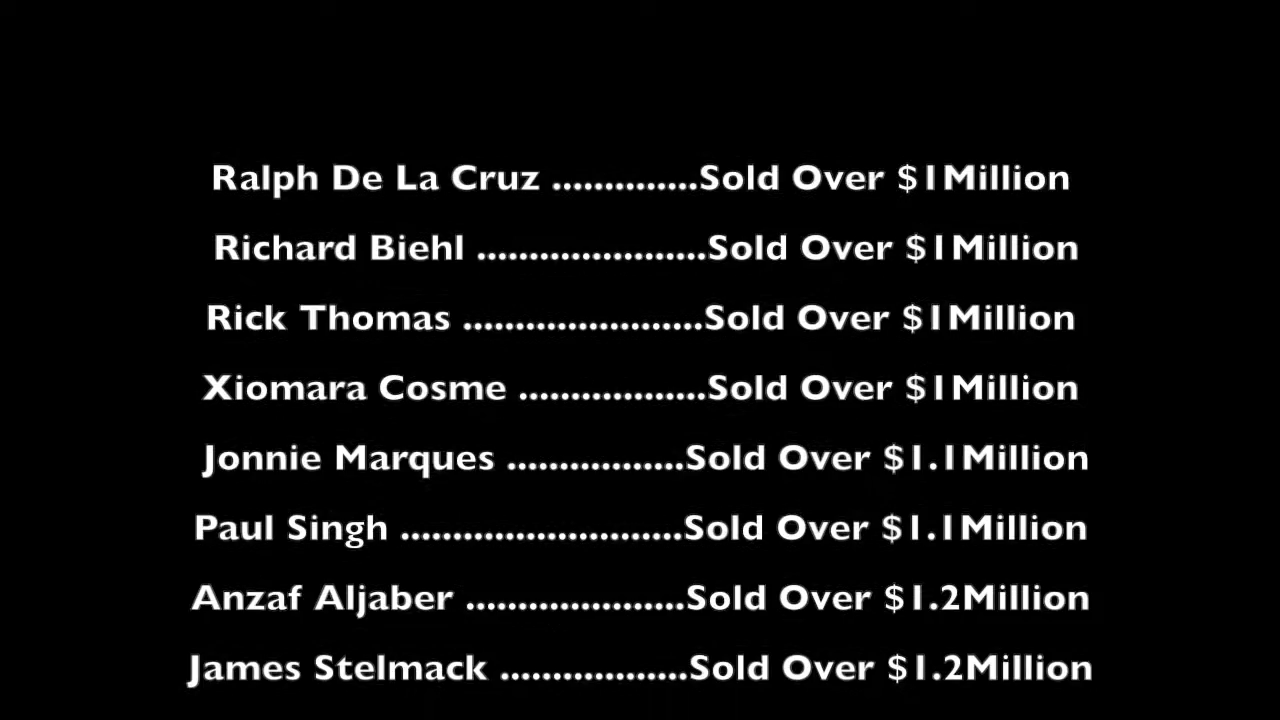 Ralph De La Cruz ..............Sold Over $1Million
Richard Biehl ......................Sold Over $1Million
Rick Thomas .......................Sold Over $1Million
Xiomara Cosme ..................Sold Over $1Million
Jonnie Marques .................Sold Over $1.1Million
Paul Singh ...........................Sold Over $1.1Million
Anzaf Aljaber .....................Sold Over $1.2Million
James Stelmack ..................Sold Over $1.2Million